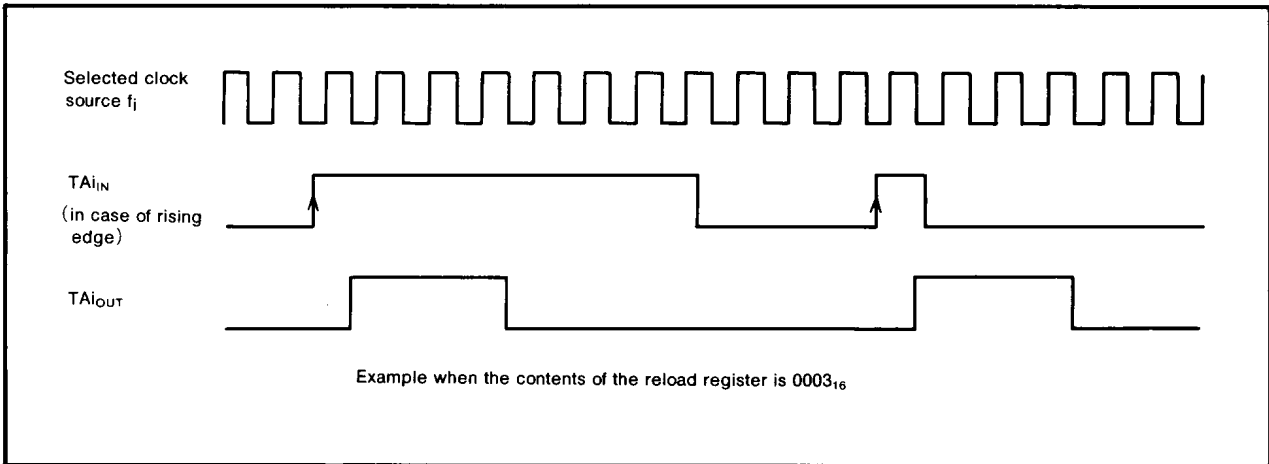 Selected clock
source fi
TAiIN
(in case of rising
edge)
TAiOUT
Example when the contents of the reload register is 000316